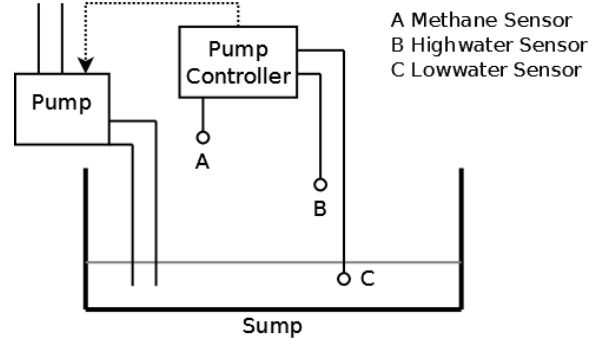 A Methane Sensor
B Highwater Sensor
C Lowwater Sensor
Pump
Controller
Pump
A
B
C
Sump